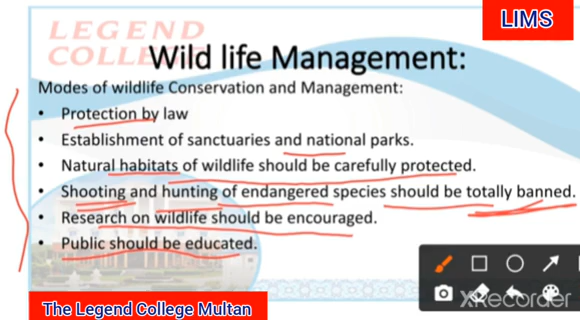 LEGEND
LIMS
COLLE
Wild life Management:
Modes of wildlife Conservation and Management:
• Protection by law
• Establishment of sanctuaries and national parks.
• Natural habitats of wildlife should be carefully protected.
• Shooting and hunting of endangered species should be totally banned.
• Research on wildlife should be encouraged.
• Public should be educated.
The Legend College Multan
XRecorder